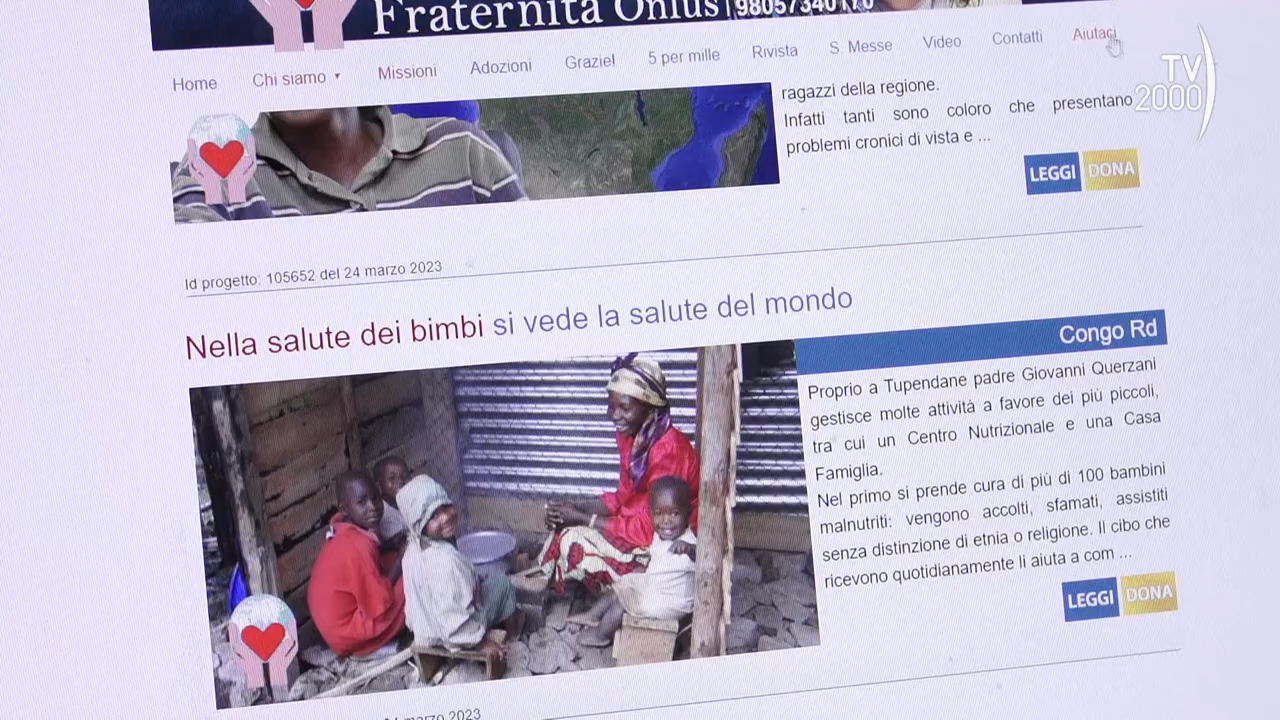 Fraternità Onlus | 98057340170
Home Chi siamo Missioni Adozioni Grazie! 5 per mille Rivista S. Messe Video Contatti Aiutaci
TV
2000
ragazzi della regione.
Infatti tanti sono coloro che presentano
problemi cronici di vista e ...
LEGGI DONA
Id progetto: 105652 del 24 marzo 2023
Nella salute dei bimbi si vede la salute del mondo
Congo Rd
Proprio a Tupendane padre Giovanni Querzani
gestisce molte attività a favore dei più piccoli,
tra cui un Centro Nutrizionale e una Casa
Famiglia.
Nel primo si prende cura di più di 100 bambini
malnutriti: vengono accolti, sfamati, assistiti
senza distinzione di etnia o religione. Il cibo che
ricevono quotidianamente li aiuta a com ...
LEGGI DONA
marzo 2023